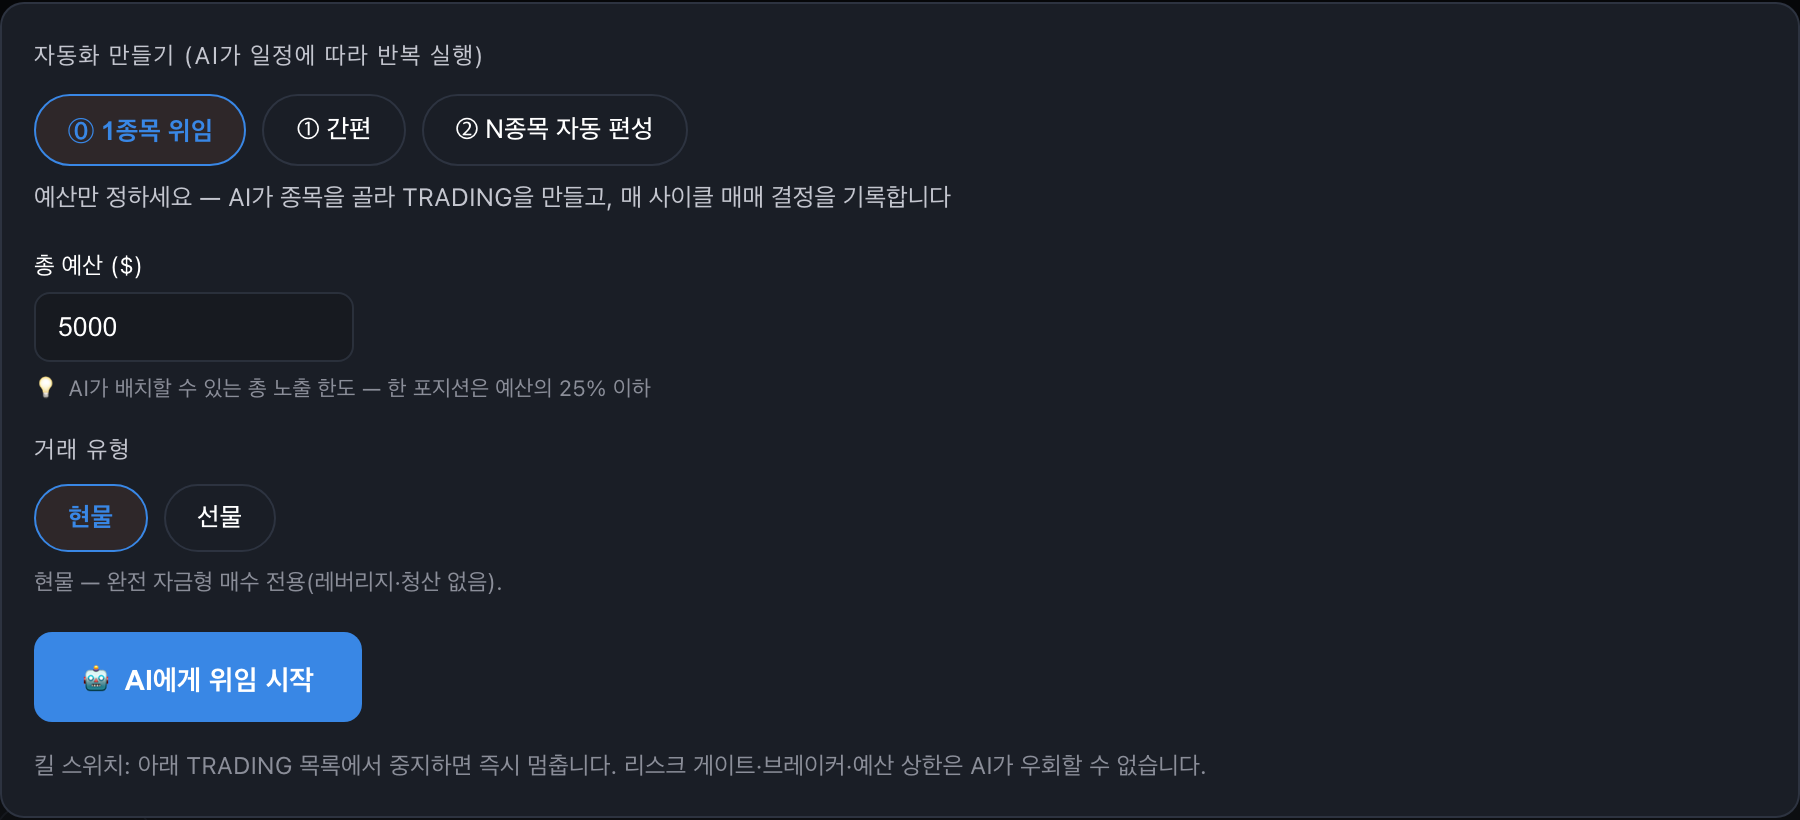 자동화 만들기 (AI가 일정에 따라 반복 실행)
⓪ 1종목 위임
① 간편
② N종목 자동 편성
예산만 정하세요 — AI가 종목을 골라 TRADING을 만들고, 매 사이클 매매 결정을 기록합니다
총 예산 ($)
5000
💡 AI가 배치할 수 있는 총 노출 한도 — 한 포지션은 예산의 25% 이하
거래 유형
현물
선물
현물 — 완전 자금형 매수 전용(레버리지·청산 없음).
🤖 AI에게 위임 시작
킬 스위치: 아래 TRADING 목록에서 중지하면 즉시 멈춥니다. 리스크 게이트·브레이커·예산 상한은 AI가 우회할 수 없습니다.